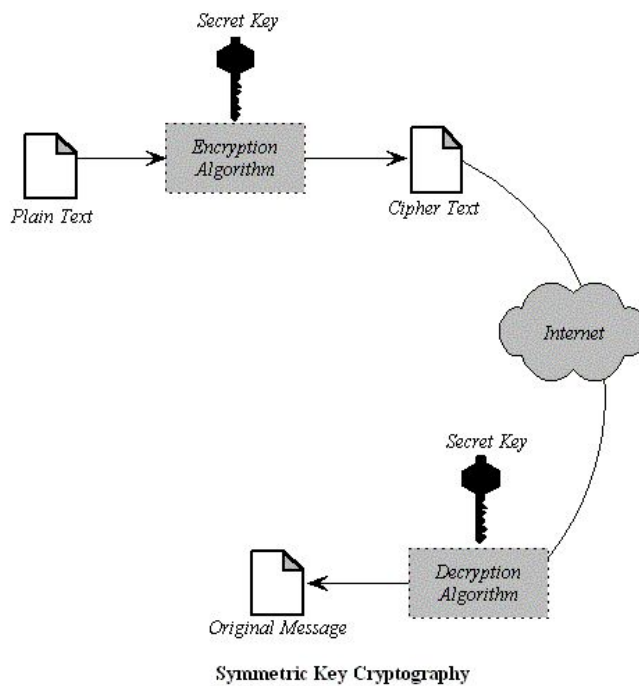 Secret Key
Encryption
Algorithm
Plain Text
Cipher Text
Internet
Secret Key
Decryption
Algorithm
Original Message
Symmetric Key Cryptography